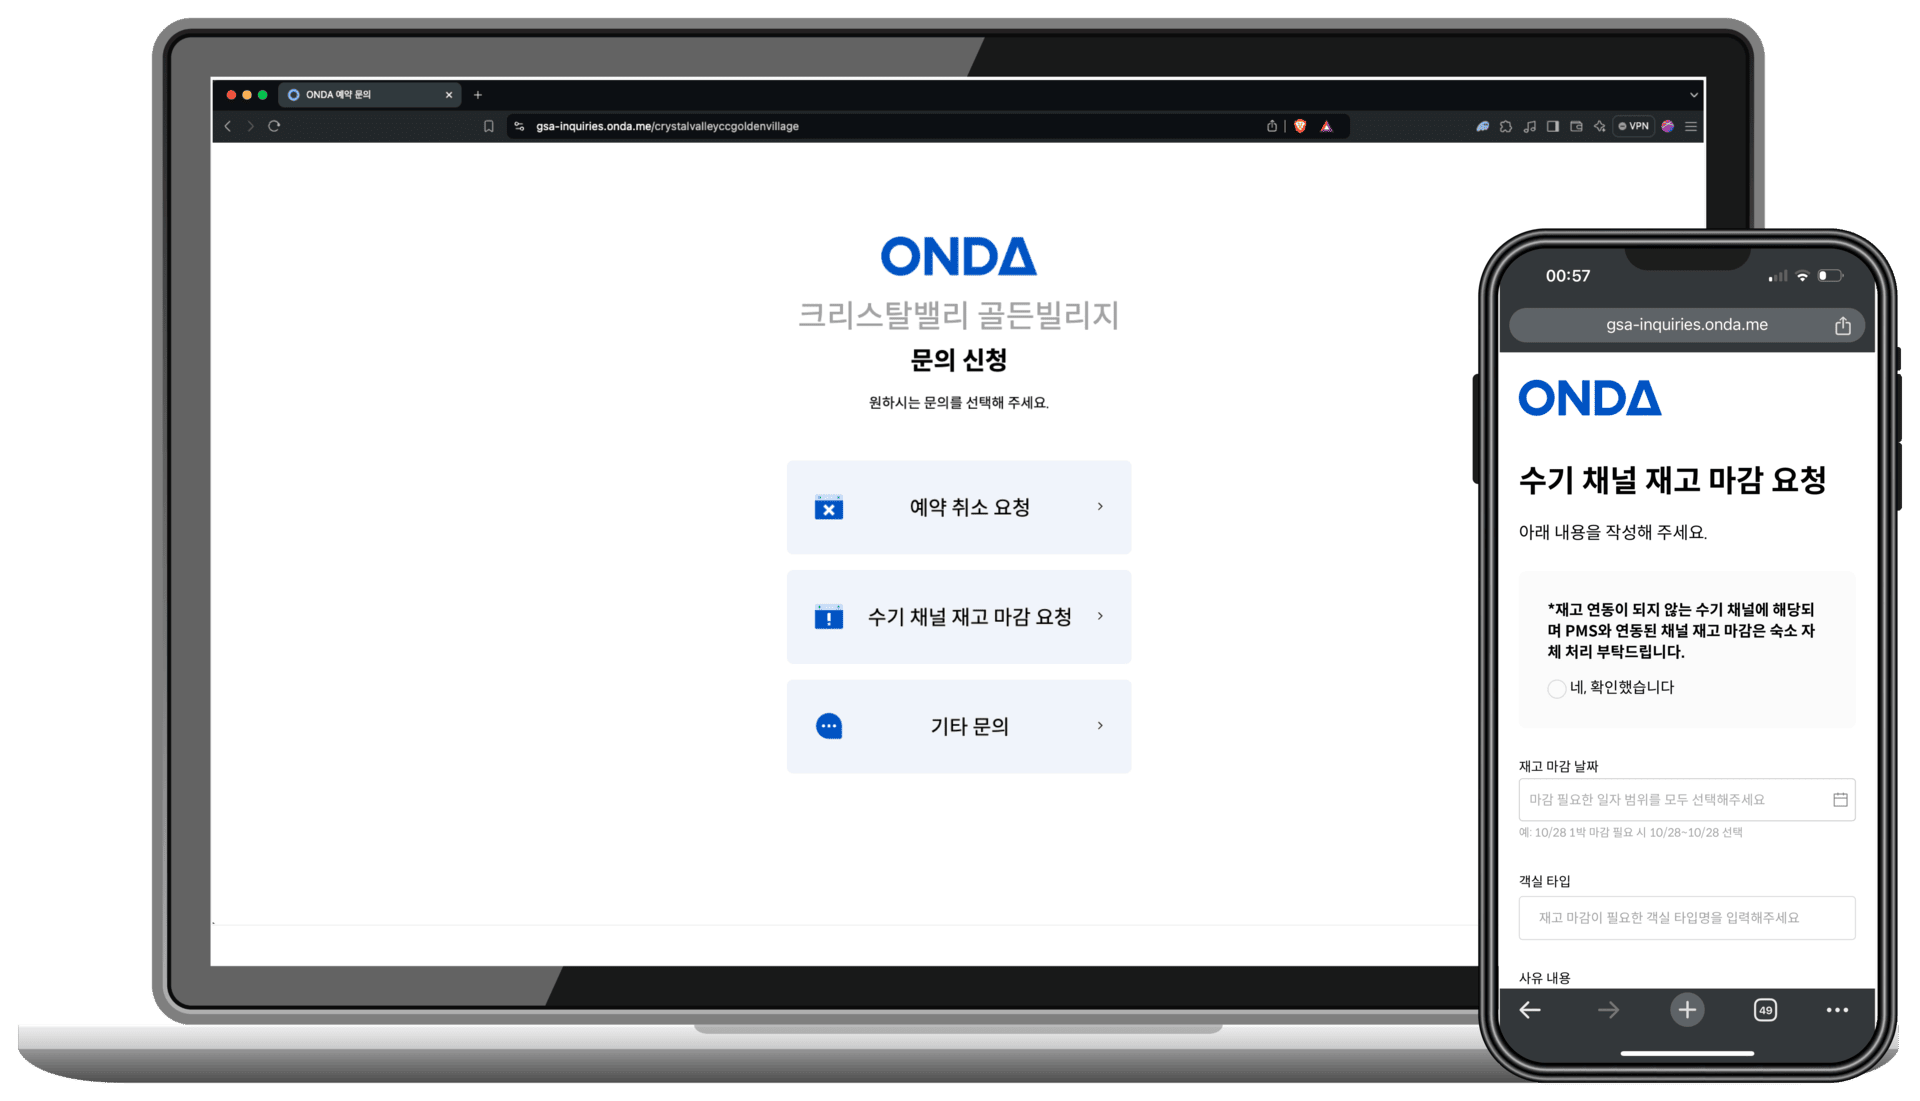 ONDA 예약 문의
gsa-inquiries.onda.me/crystalvalleyccgoldenvillage
VPN
ONDA
크리스탈밸리 골든빌리지
문의 신청
원하시는 문의를 선택해 주세요.
예약 취소 요청
수기 채널 재고 마감 요청
기타 문의
00:57
gsa-inquiries.onda.me
ONDA
수기 채널 재고 마감 요청
아래 내용을 작성해 주세요.
*재고 연동이 되지 않는 수기 채널에 해당되
며 PMS와 연동된 채널 재고 마감은 숙소 자
체 처리 부탁드립니다.
네, 확인했습니다
재고 마감 날짜
마감 필요한 일자 범위를 모두 선택해주세요
예: 10/28 1박 마감 필요 시 10/28~10/28 선택
객실 타입
재고 마감이 필요한 객실 타입명을 입력해주세요
사유 내용
49